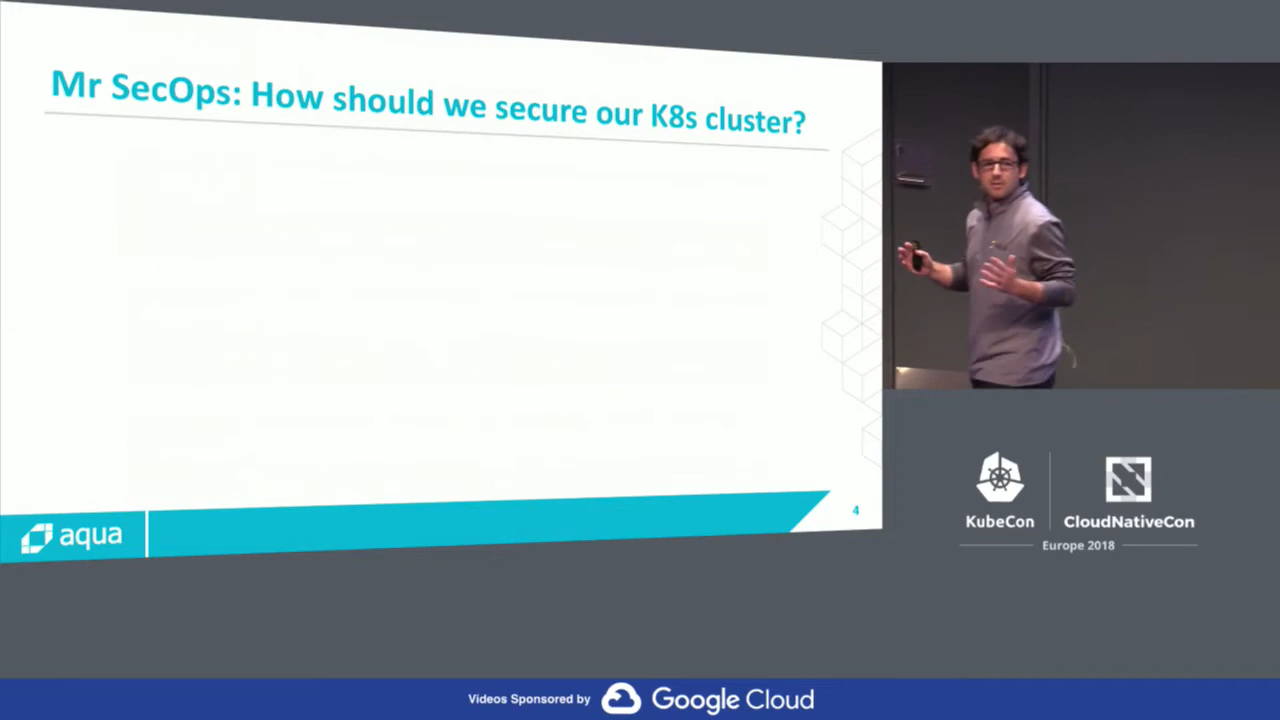 Mr SecOps: How should we secure our K8s cluster?
aqua
4
KubeCon
CloudNativeCon
Europe 2018
Videos Sponsored by Google Cloud